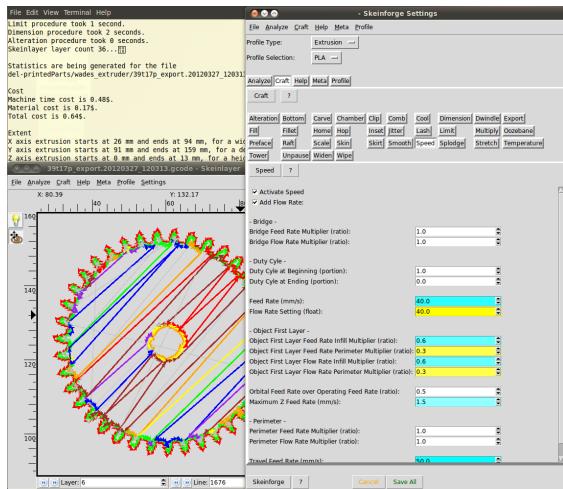 File Edit View Terminal Help
Limit procedure took 1 second.
Dimension procedure took 2 seconds.
Alteration procedure took 0 seconds.
Skeinlayer layer count 36...
Statistics are being generated for the file
del-printedParts/wades_extruder/39t17p_export.20120327_120313
Cost
Machine time cost is 0.48$.
Material cost is 0.17$.
Total cost is 0.64$.
Extent
X axis extrusion starts at 26 mm and ends at 94 mm, for a wid
Y axis extrusion starts at 91 mm and ends at 159 mm, for a de
Z axis extrusion starts at 0 mm and ends at 13 mm, for a heig
39t17p_export.20120327_120313.gcode - Skeinlayer
File Analyze Craft Help Meta Profile Settings
X: 80.39 Y: 132.17
40 60 80
160
140
120
100
Layer: 6 Line: 1676
- Skeinforge Settings
File Analyze Craft Help Meta Profile
Profile Type: Extrusion
Profile Selection: PLA
Analyze Craft Help Meta Profile
Craft ?
Alteration Bottom Carve Chamber Clip Comb Cool Dimension Dwindle Export
Fill Fillet Home Hop Inset Jitter Lash Limit Multiply Oozebane
Preface Raft Scale Skin Skirt Smooth Speed Splodge Stretch Temperature
Tower Unpause Widen Wipe
Speed ?
Activate Speed
Add Flow Rate:
- Bridge -
Bridge Feed Rate Multiplier (ratio): 1.0
Bridge Flow Rate Multiplier (ratio): 1.0
- Duty Cyle -
Duty Cyle at Beginning (portion): 1.0
Duty Cyle at Ending (portion): 0.0
Feed Rate (mm/s): 40.0
Flow Rate Setting (float): 40.0
- Object First Layer -
Object First Layer Feed Rate Infill Multiplier (ratio): 0.6
Object First Layer Feed Rate Perimeter Multiplier (ratio): 0.3
Object First Layer Flow Rate Infill Multiplier (ratio): 0.6
Object First Layer Flow Rate Perimeter Multiplier (ratio): 0.3
Orbital Feed Rate over Operating Feed Rate (ratio): 0.5
Maximum Z Feed Rate (mm/s): 1.5
- Perimeter -
Perimeter Feed Rate Multiplier (ratio): 1.0
Perimeter Flow Rate Multiplier (ratio): 1.0
Travel Feed Rate (mm/s): 50.0
Skeinforge ? Cancel Save All